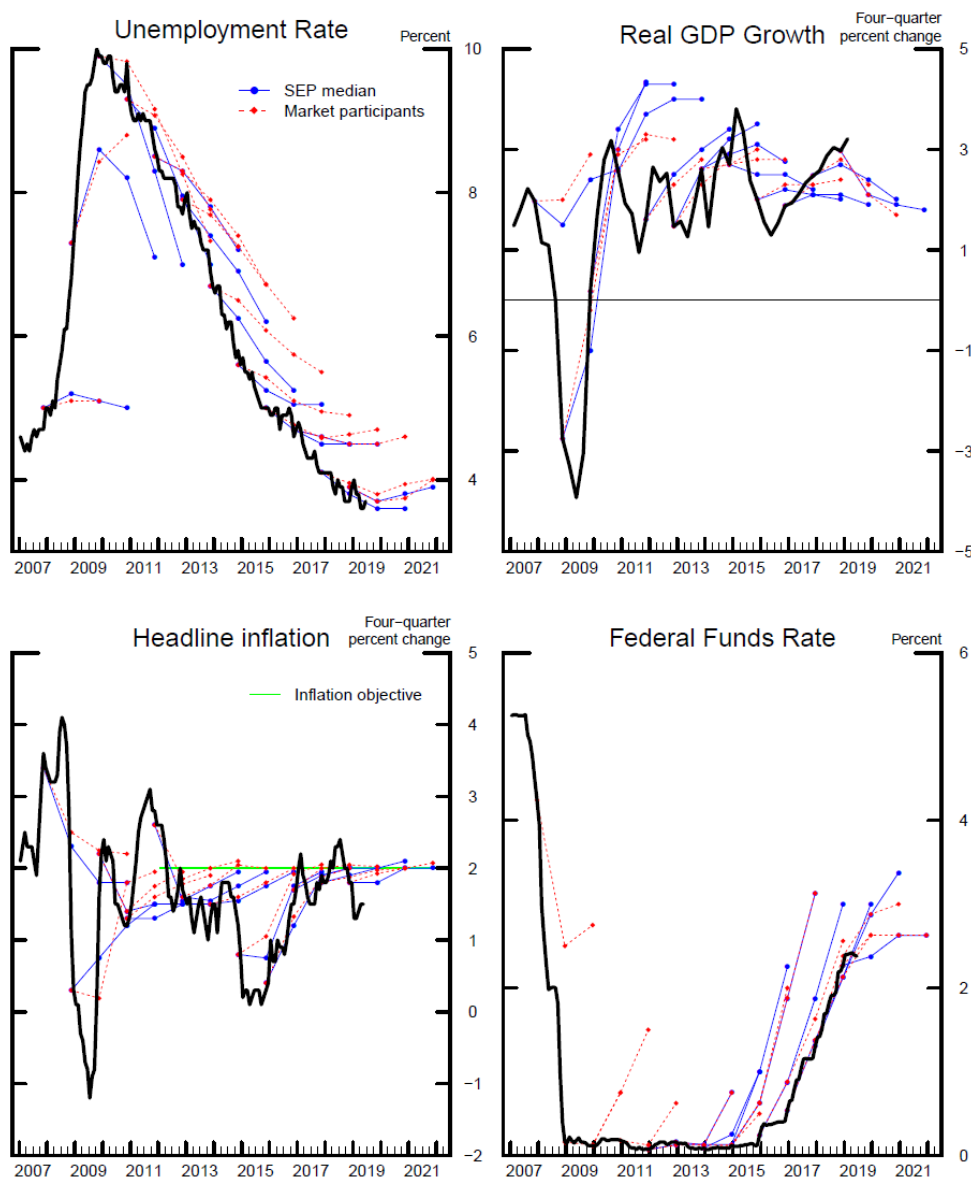 Unemployment Rate
Percent
10
8
6
4
SEP median
Market participants
2007 2009 2011 2013 2015 2017 2019 2021
Real GDP Growth
Four-quarter
percent change
5
3
1
−1
−3
−5
2007 2009 2011 2013 2015 2017 2019 2021
Headline inflation
Four-quarter
percent change
5
4
3
2
1
0
−1
−2
Inflation objective
2007 2009 2011 2013 2015 2017 2019 2021
Federal Funds Rate
Percent
6
4
2
0
2007 2009 2011 2013 2015 2017 2019 2021